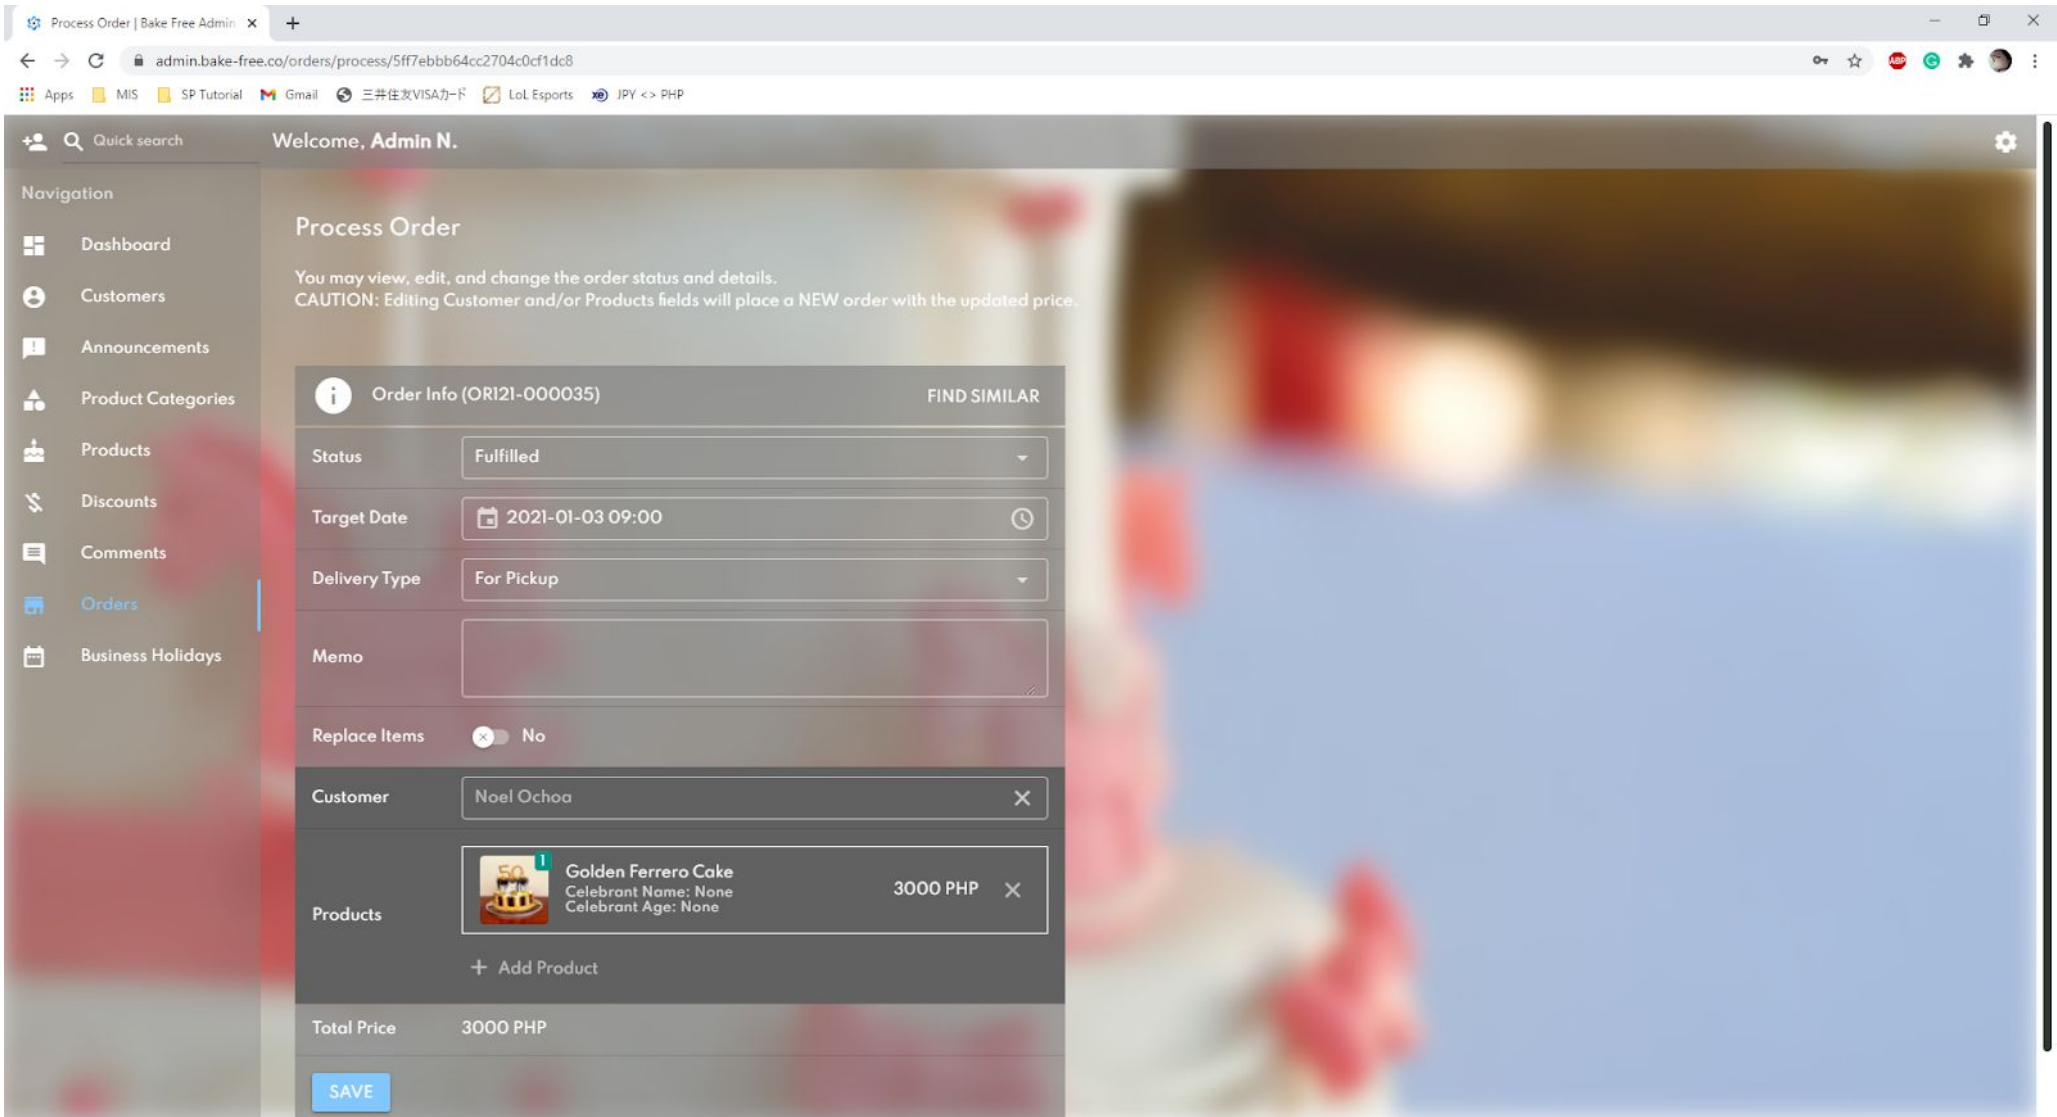 Process Order | Bake Free Admin
admin.bake-free.co/orders/process/5ff7ebbb64cc2704c0cf1dc8
ABP
Apps MIS SP Tutorial Gmail 三井住友VISAカード LoL Esports xe JPY <> PHP
Quick search
Welcome, Admin N.
Navigation
Dashboard
Customers
Announcements
Product Categories
Products
Discounts
Comments
Orders
Business Holidays
Process Order
You may view, edit, and change the order status and details.
CAUTION: Editing Customer and/or Products fields will place a NEW order with the updated price.
Order Info (OR121-000035) FIND SIMILAR
Status Fulfilled
Target Date 2021-01-03 09:00
Delivery Type For Pickup
Memo
Replace Items No
Customer Noel Ochoa
Products
1
50
Golden Ferrero Cake
Celebrant Name: None
Celebrant Age: None
3000 PHP
+ Add Product
Total Price 3000 PHP
SAVE